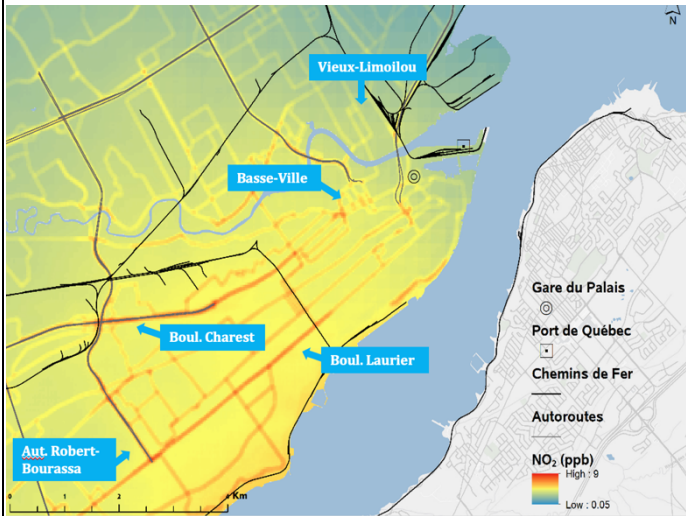 N
Vieux-Limoilou
Basse-Ville
Boul. Charest
Boul. Laurier
Aut. Robert-
Bourassa
0 1 2 4
Km
Gare du Palais
Port de Québec
Chemins de Fer
Autoroutes
NO₂ (ppb)
High : 9
Low : 0.05